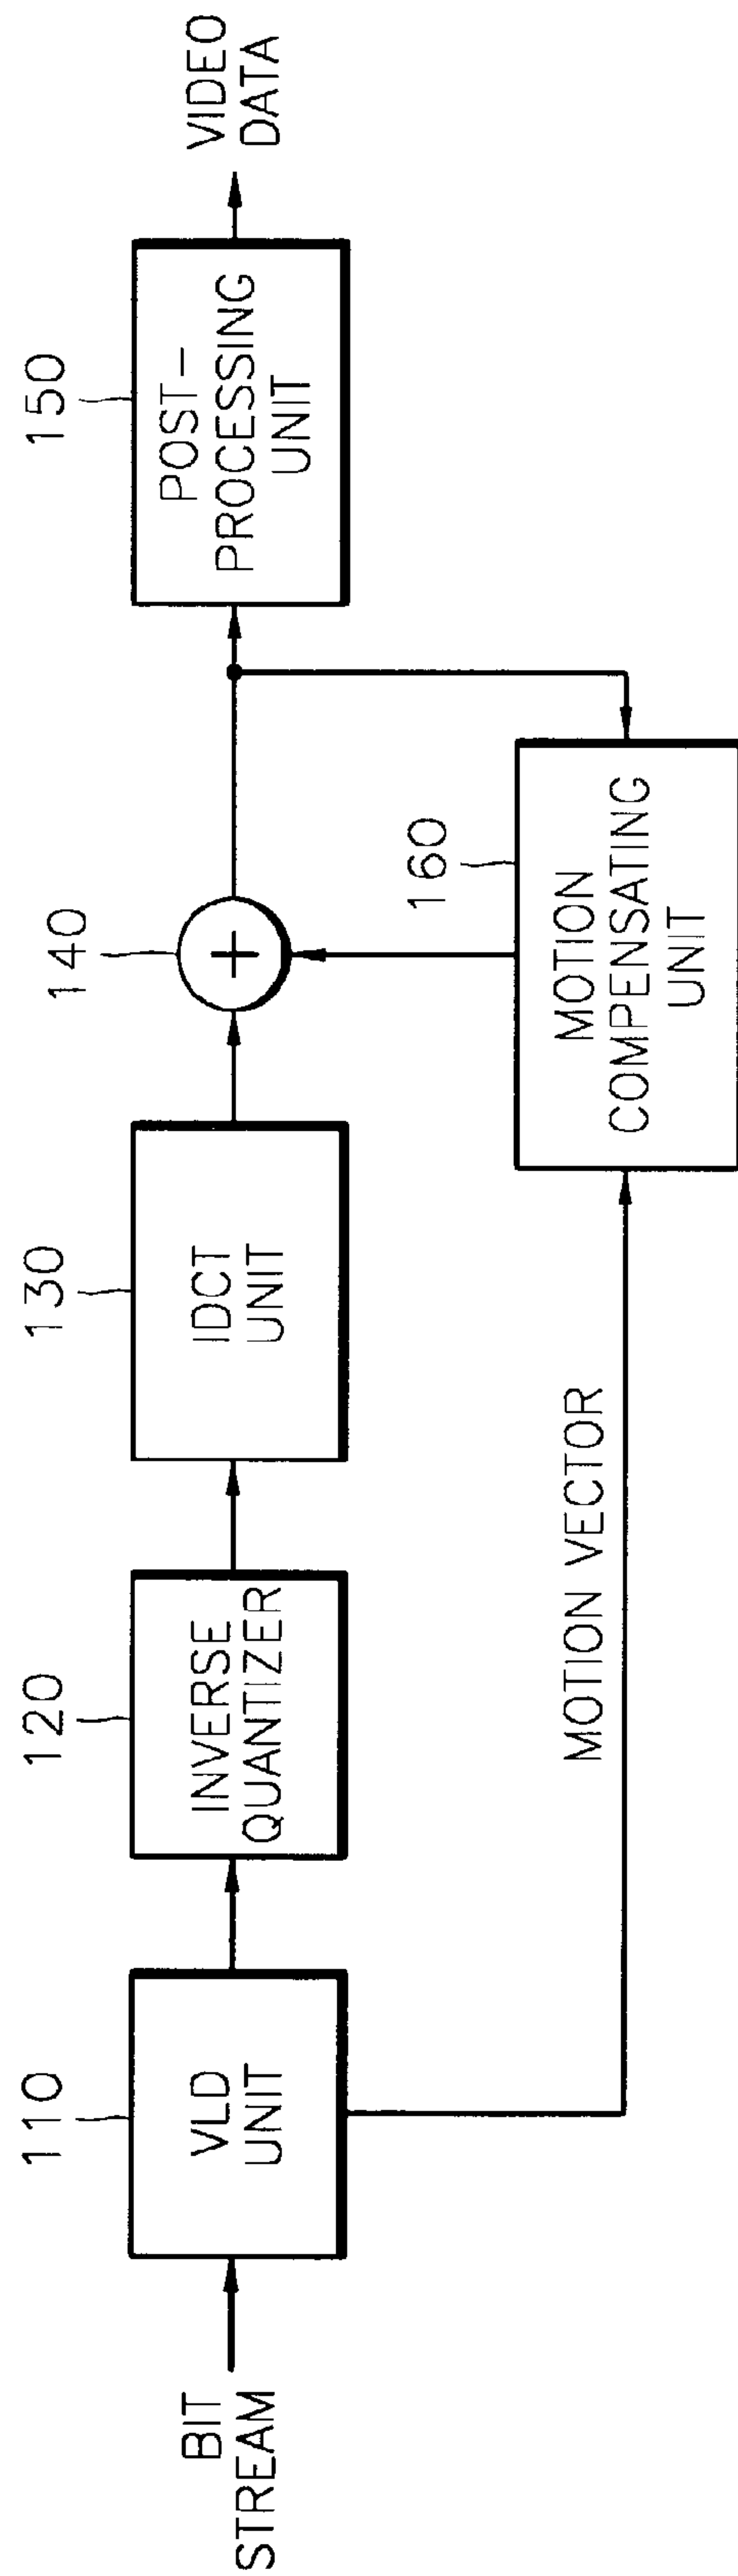 BIT
STREAM
110
VLD
UNIT
120
INVERSE
QUANTIZER
130
IDCT
UNIT
140
+
150
POST-
PROCESSING
UNIT
VIDEO
DATA
MOTION VECTOR
160
MOTION
COMPENSATING
UNIT